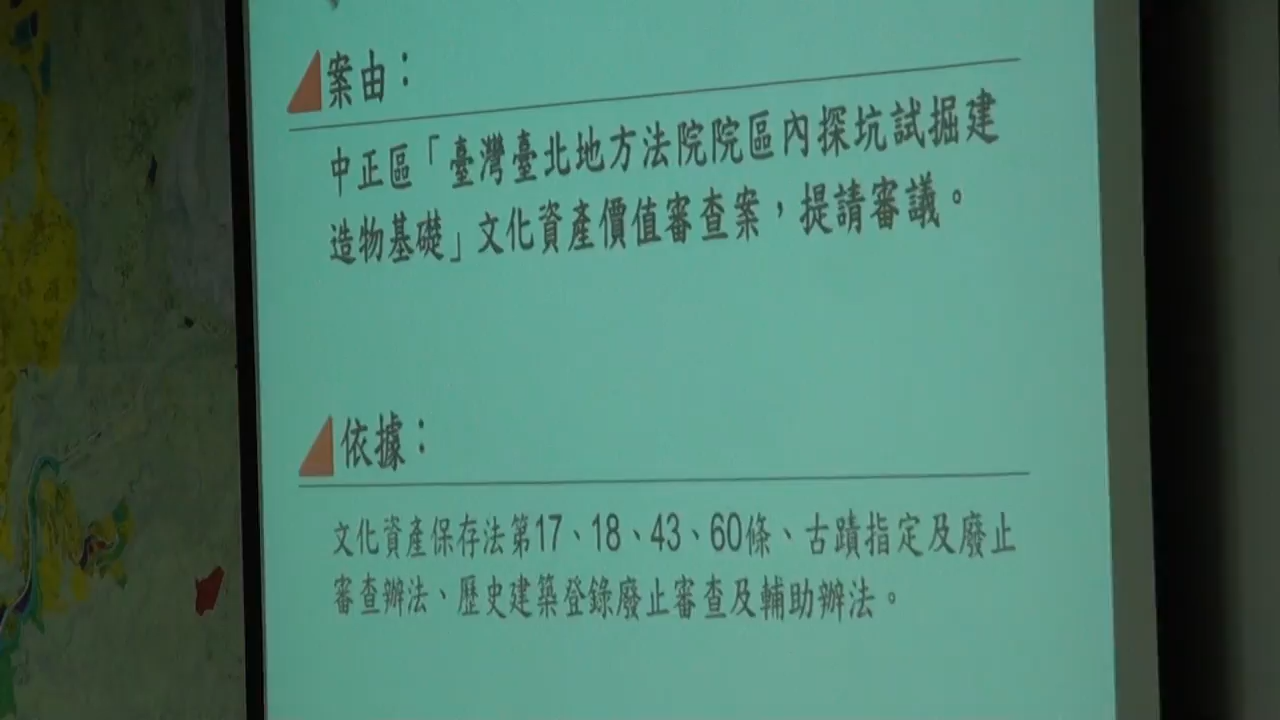 案由：
中正區「臺灣臺北地方法院院區內探坑試掘建
造物基礎」文化資產價值審查案，提請審議。
依據：
文化資產保存法第17、18、43、60條、古蹟指定及廢止
審查辦法、歷史建築登錄廢止審查及輔助辦法。